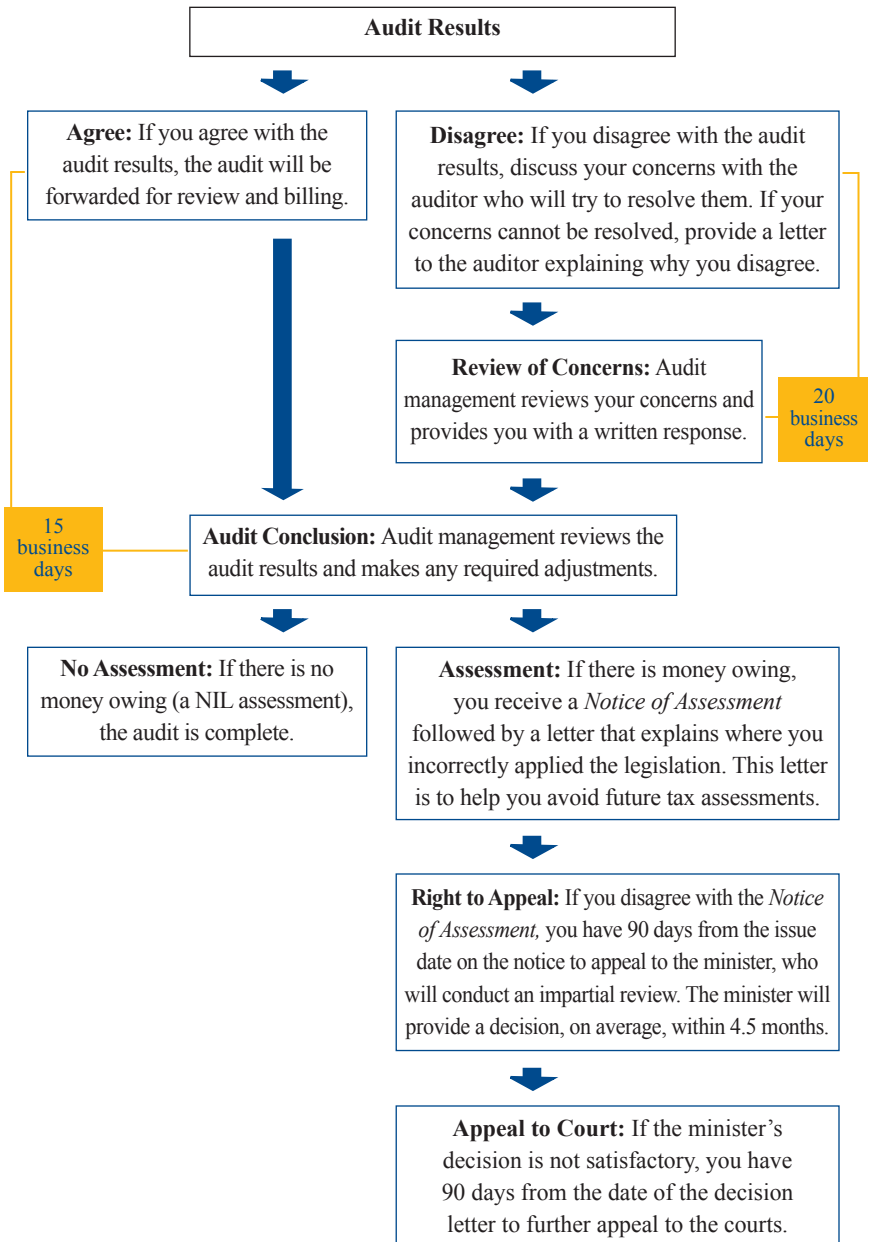 Audit Results
Agree: If you agree with the
audit results, the audit will be
forwarded for review and billing.
Disagree: If you disagree with the audit
results, discuss your concerns with the
auditor who will try to resolve them. If your
concerns cannot be resolved, provide a letter
to the auditor explaining why you disagree.
Review of Concerns: Audit
management reviews your concerns and
provides you with a written response.
20
business
days
15
business
days
Audit Conclusion: Audit management reviews the
audit results and makes any required adjustments.
No Assessment: If there is no
money owing (a NIL assessment),
the audit is complete.
Assessment: If there is money owing,
you receive a Notice of Assessment
followed by a letter that explains where you
incorrectly applied the legislation. This letter
is to help you avoid future tax assessments.
Right to Appeal: If you disagree with the Notice
of Assessment, you have 90 days from the issue
date on the notice to appeal to the minister, who
will conduct an impartial review. The minister will
provide a decision, on average, within 4.5 months.
Appeal to Court: If the minister’s
decision is not satisfactory, you have
90 days from the date of the decision
letter to further appeal to the courts.